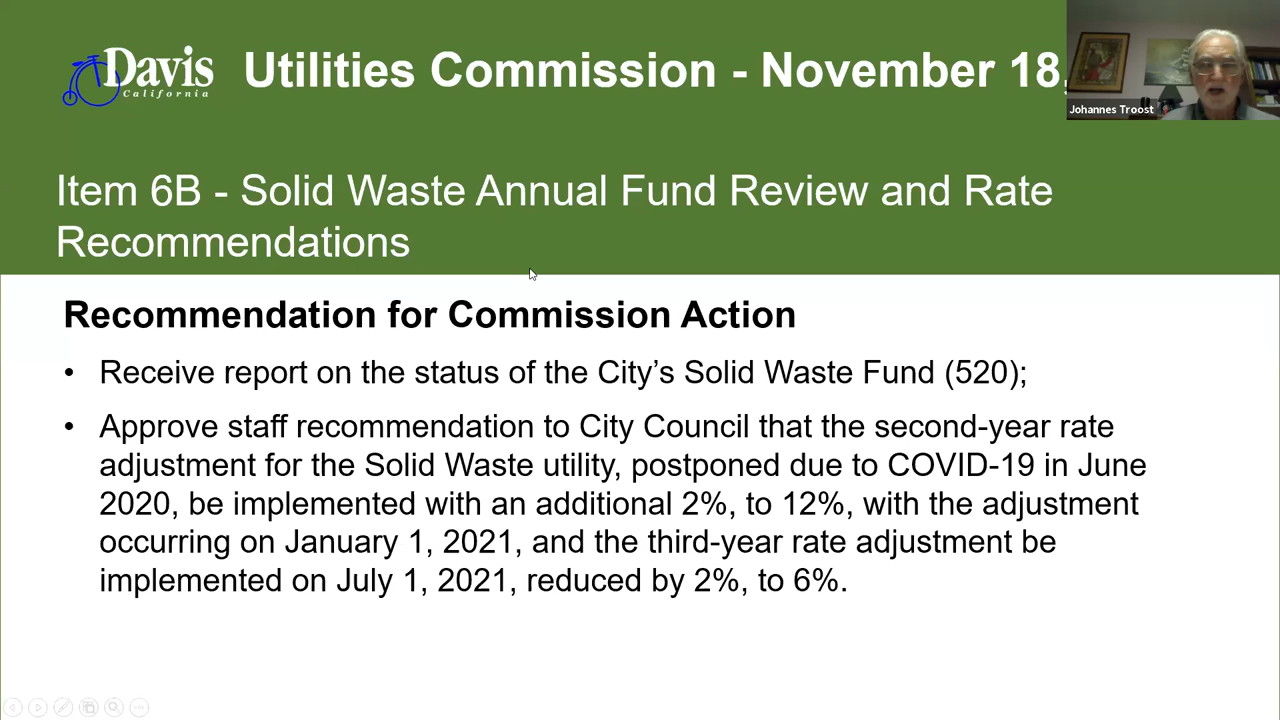 Davis
California
Utilities Commission - November 18,
Johannes Troost
Item 6B - Solid Waste Annual Fund Review and Rate
Recommendations
Recommendation for Commission Action
• Receive report on the status of the City’s Solid Waste Fund (520);
• Approve staff recommendation to City Council that the second-year rate
adjustment for the Solid Waste utility, postponed due to COVID-19 in June
2020, be implemented with an additional 2%, to 12%, with the adjustment
occurring on January 1, 2021, and the third-year rate adjustment be
implemented on July 1, 2021, reduced by 2%, to 6%.